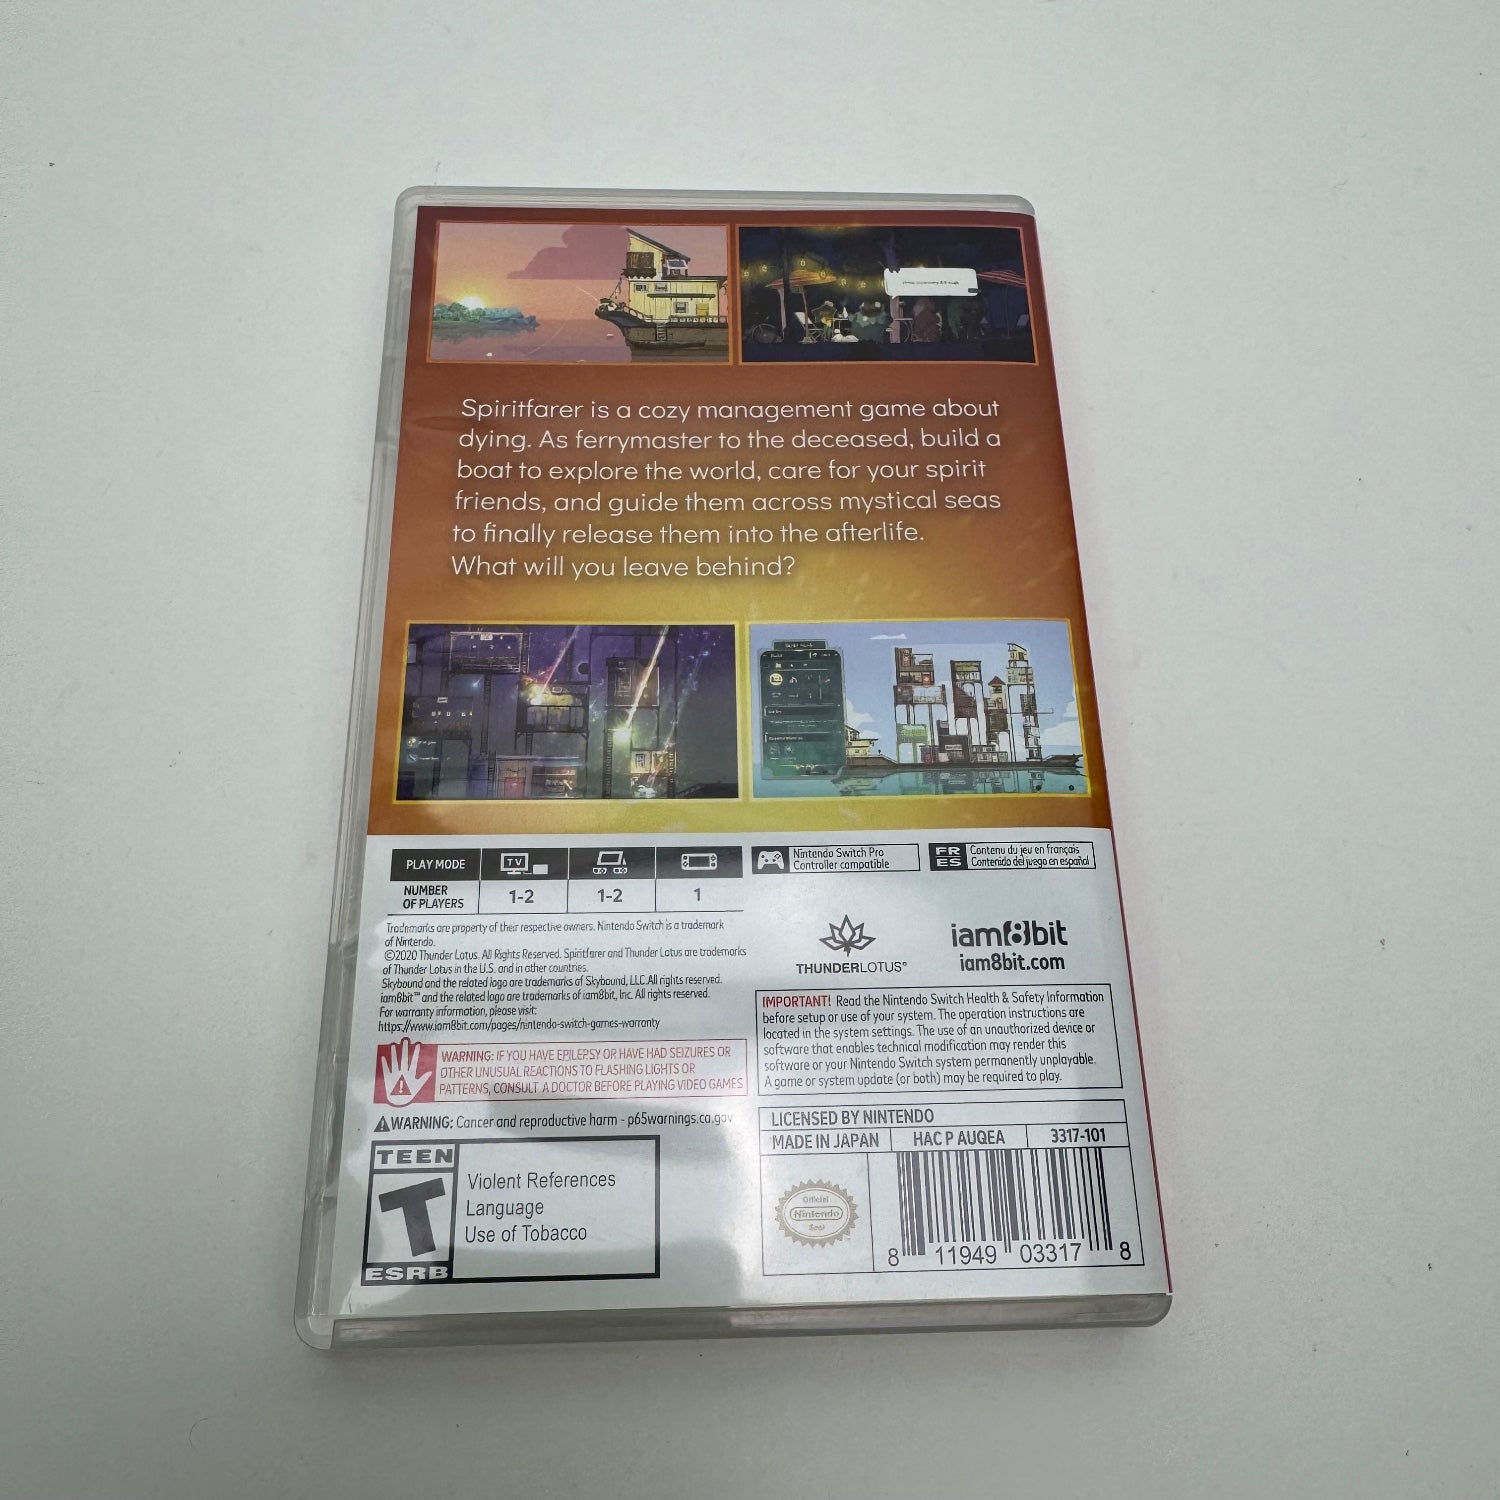 Spiritfarer is a cozy management game about
dying. As ferrymaster to the deceased, build a
boat to explore the world, care for your spirit
friends, and guide them across mystical seas
to finally release them into the afterlife.
What will you leave behind?
PLAY MODE
TV
NUMBER
OF PLAYERS
1-2
1-2
1
Nintendo Switch Pro
Controller compatible
FR
ES
Contenu du jeu en français
Contenido del juego en español
Trademarks are property of their respective owners. Nintendo Switch is a trademark
of Nintendo.
©2020 Thunder Lotus. All Rights Reserved. Spiritfarer and Thunder Lotus are trademarks
of Thunder Lotus in the U.S. and in other countries.
Skybound and the related logo are trademarks of Skybound, LLC.All rights reserved.
iam8bit™ and the related logo are trademarks of iam8bit, Inc. All rights reserved.
For warranty information, please visit:
https://www.iam8bit.com/pages/nintendo-switch-games-warranty
THUNDERLOTUS®
iam8bit
iam8bit.com
WARNING: IF YOU HAVE EPILEPSY OR HAVE HAD SEIZURES OR
OTHER UNUSUAL REACTIONS TO FLASHING LIGHTS OR
PATTERNS, CONSULT A DOCTOR BEFORE PLAYING VIDEO GAMES
WARNING: Cancer and reproductive harm - p65warnings.ca.gov
IMPORTANT! Read the Nintendo Switch Health & Safety Information
before setup or use of your system. The operation instructions are
located in the system settings. The use of an unauthorized device or
software that enables technical modification may render this
software or your Nintendo Switch system permanently unplayable.
A game or system update (or both) may be required to play.
TEEN
T
ESRB
Violent References
Language
Use of Tobacco
LICENSED BY NINTENDO
MADE IN JAPAN
HAC P AUQEA
3317-101
Official
Nintendo
Seal
8 11949 03317 8